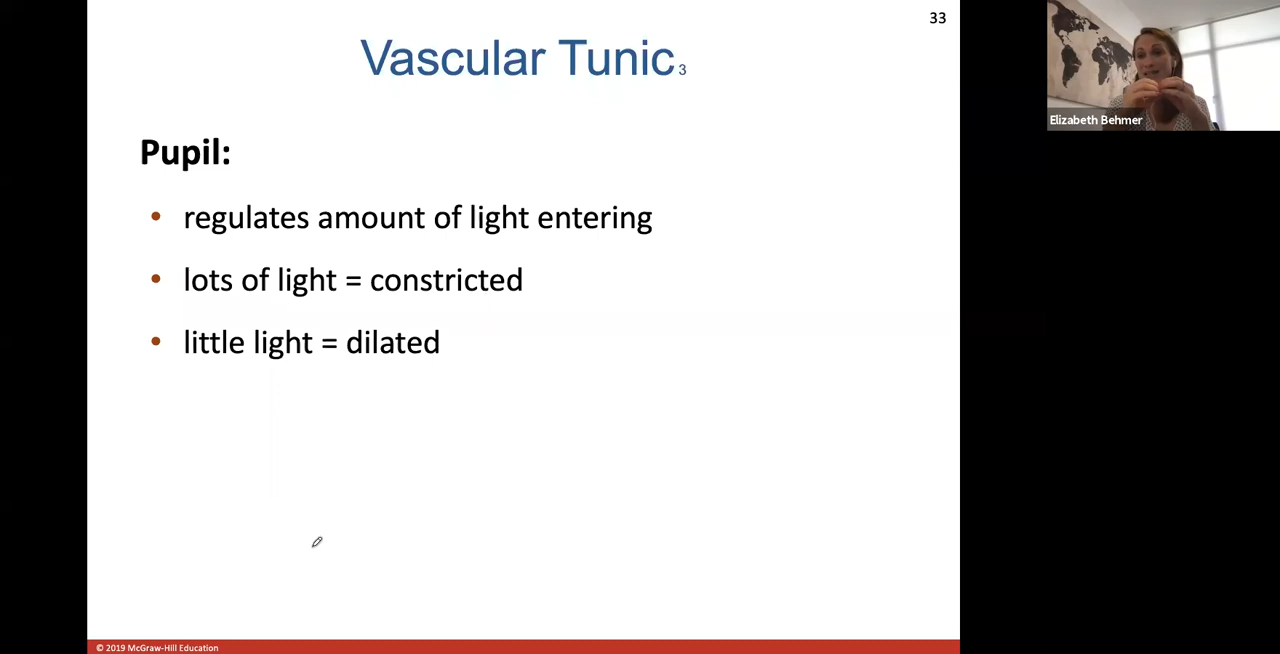 33
Vascular Tunic 3
Pupil:
• regulates amount of light entering
• lots of light = constricted
• little light = dilated
© 2019 McGraw-Hill Education
Elizabeth Behmer